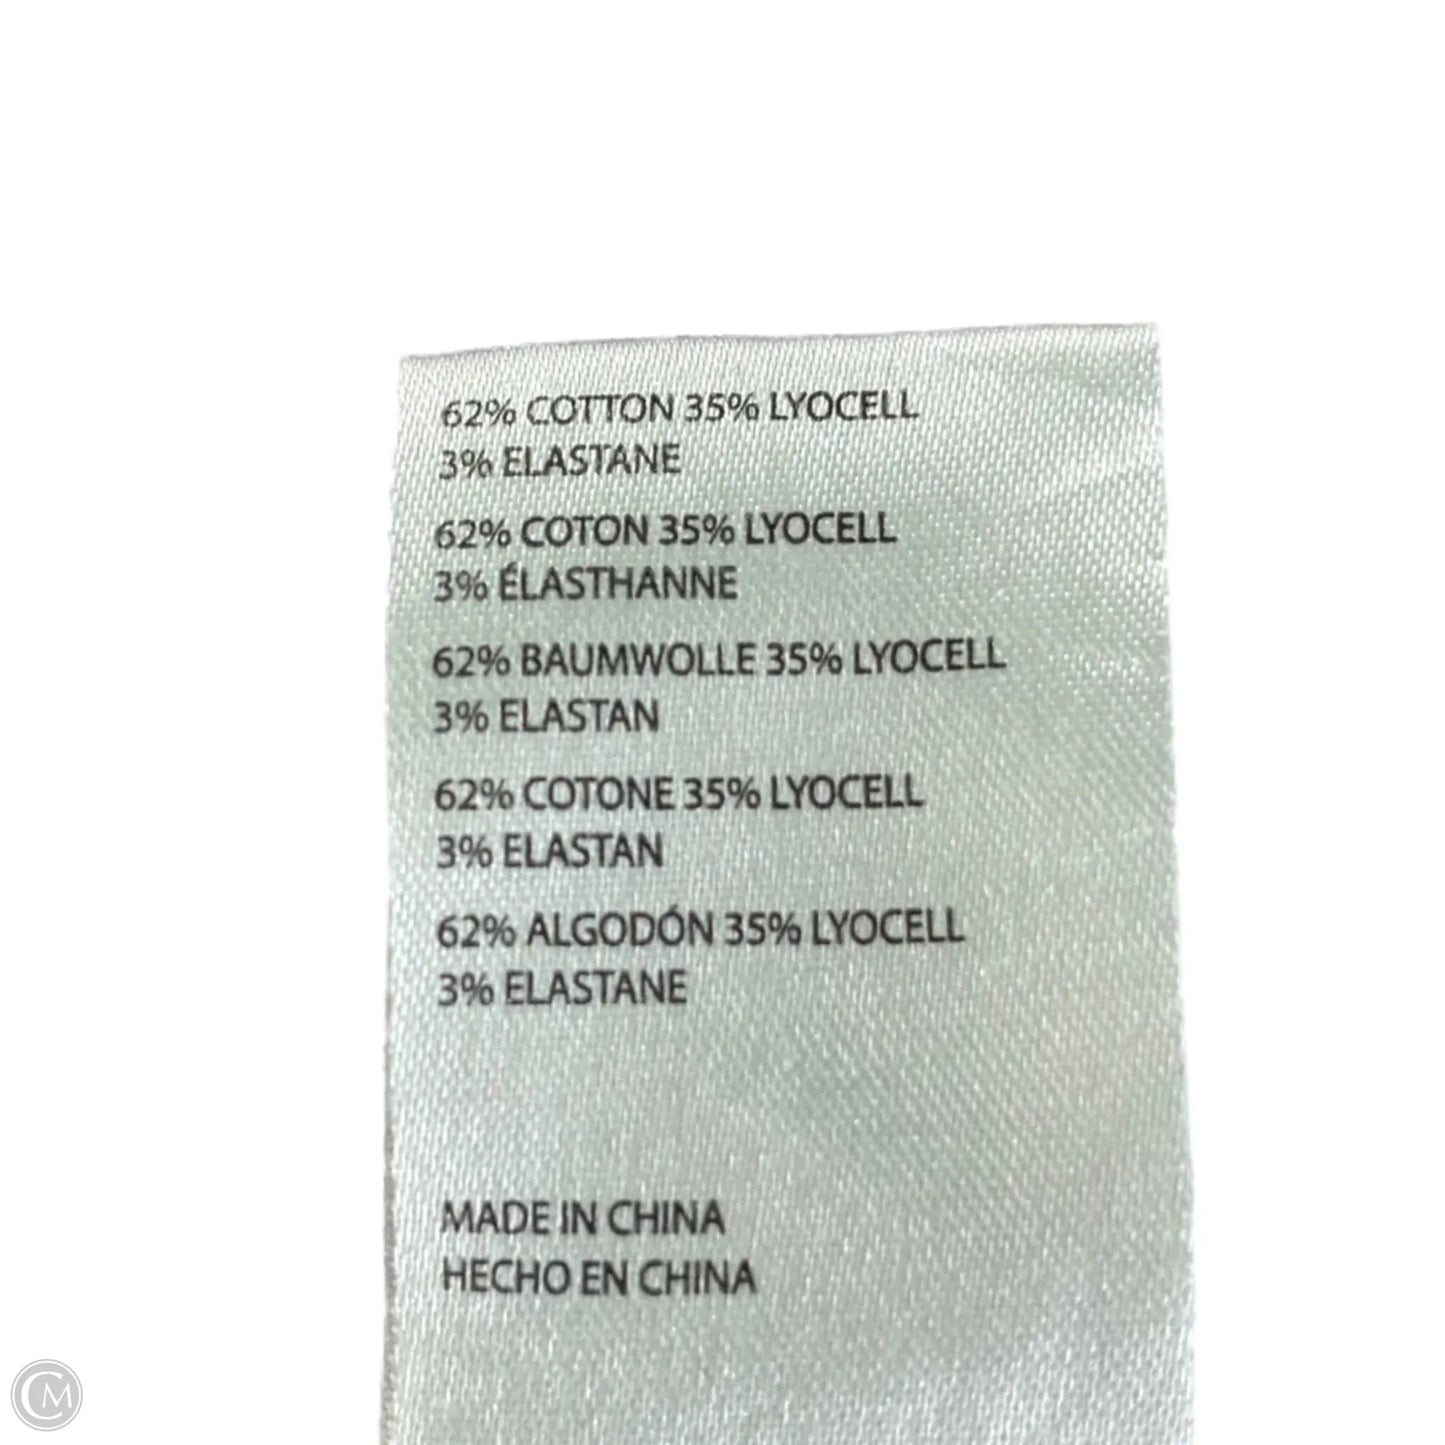 62% COTTON 35% LYOCELL
3% ELASTANE
62% COTON 35% LYOCELL
3% ÉLASTHANNE
62% BAUMWOLLE 35% LYOCELL
3% ELASTAN
62% COTONE 35% LYOCELL
3% ELASTAN
62% ALGODÓN 35% LYOCELL
3% ELASTANE
MADE IN CHINA
HECHO EN CHINA
CM